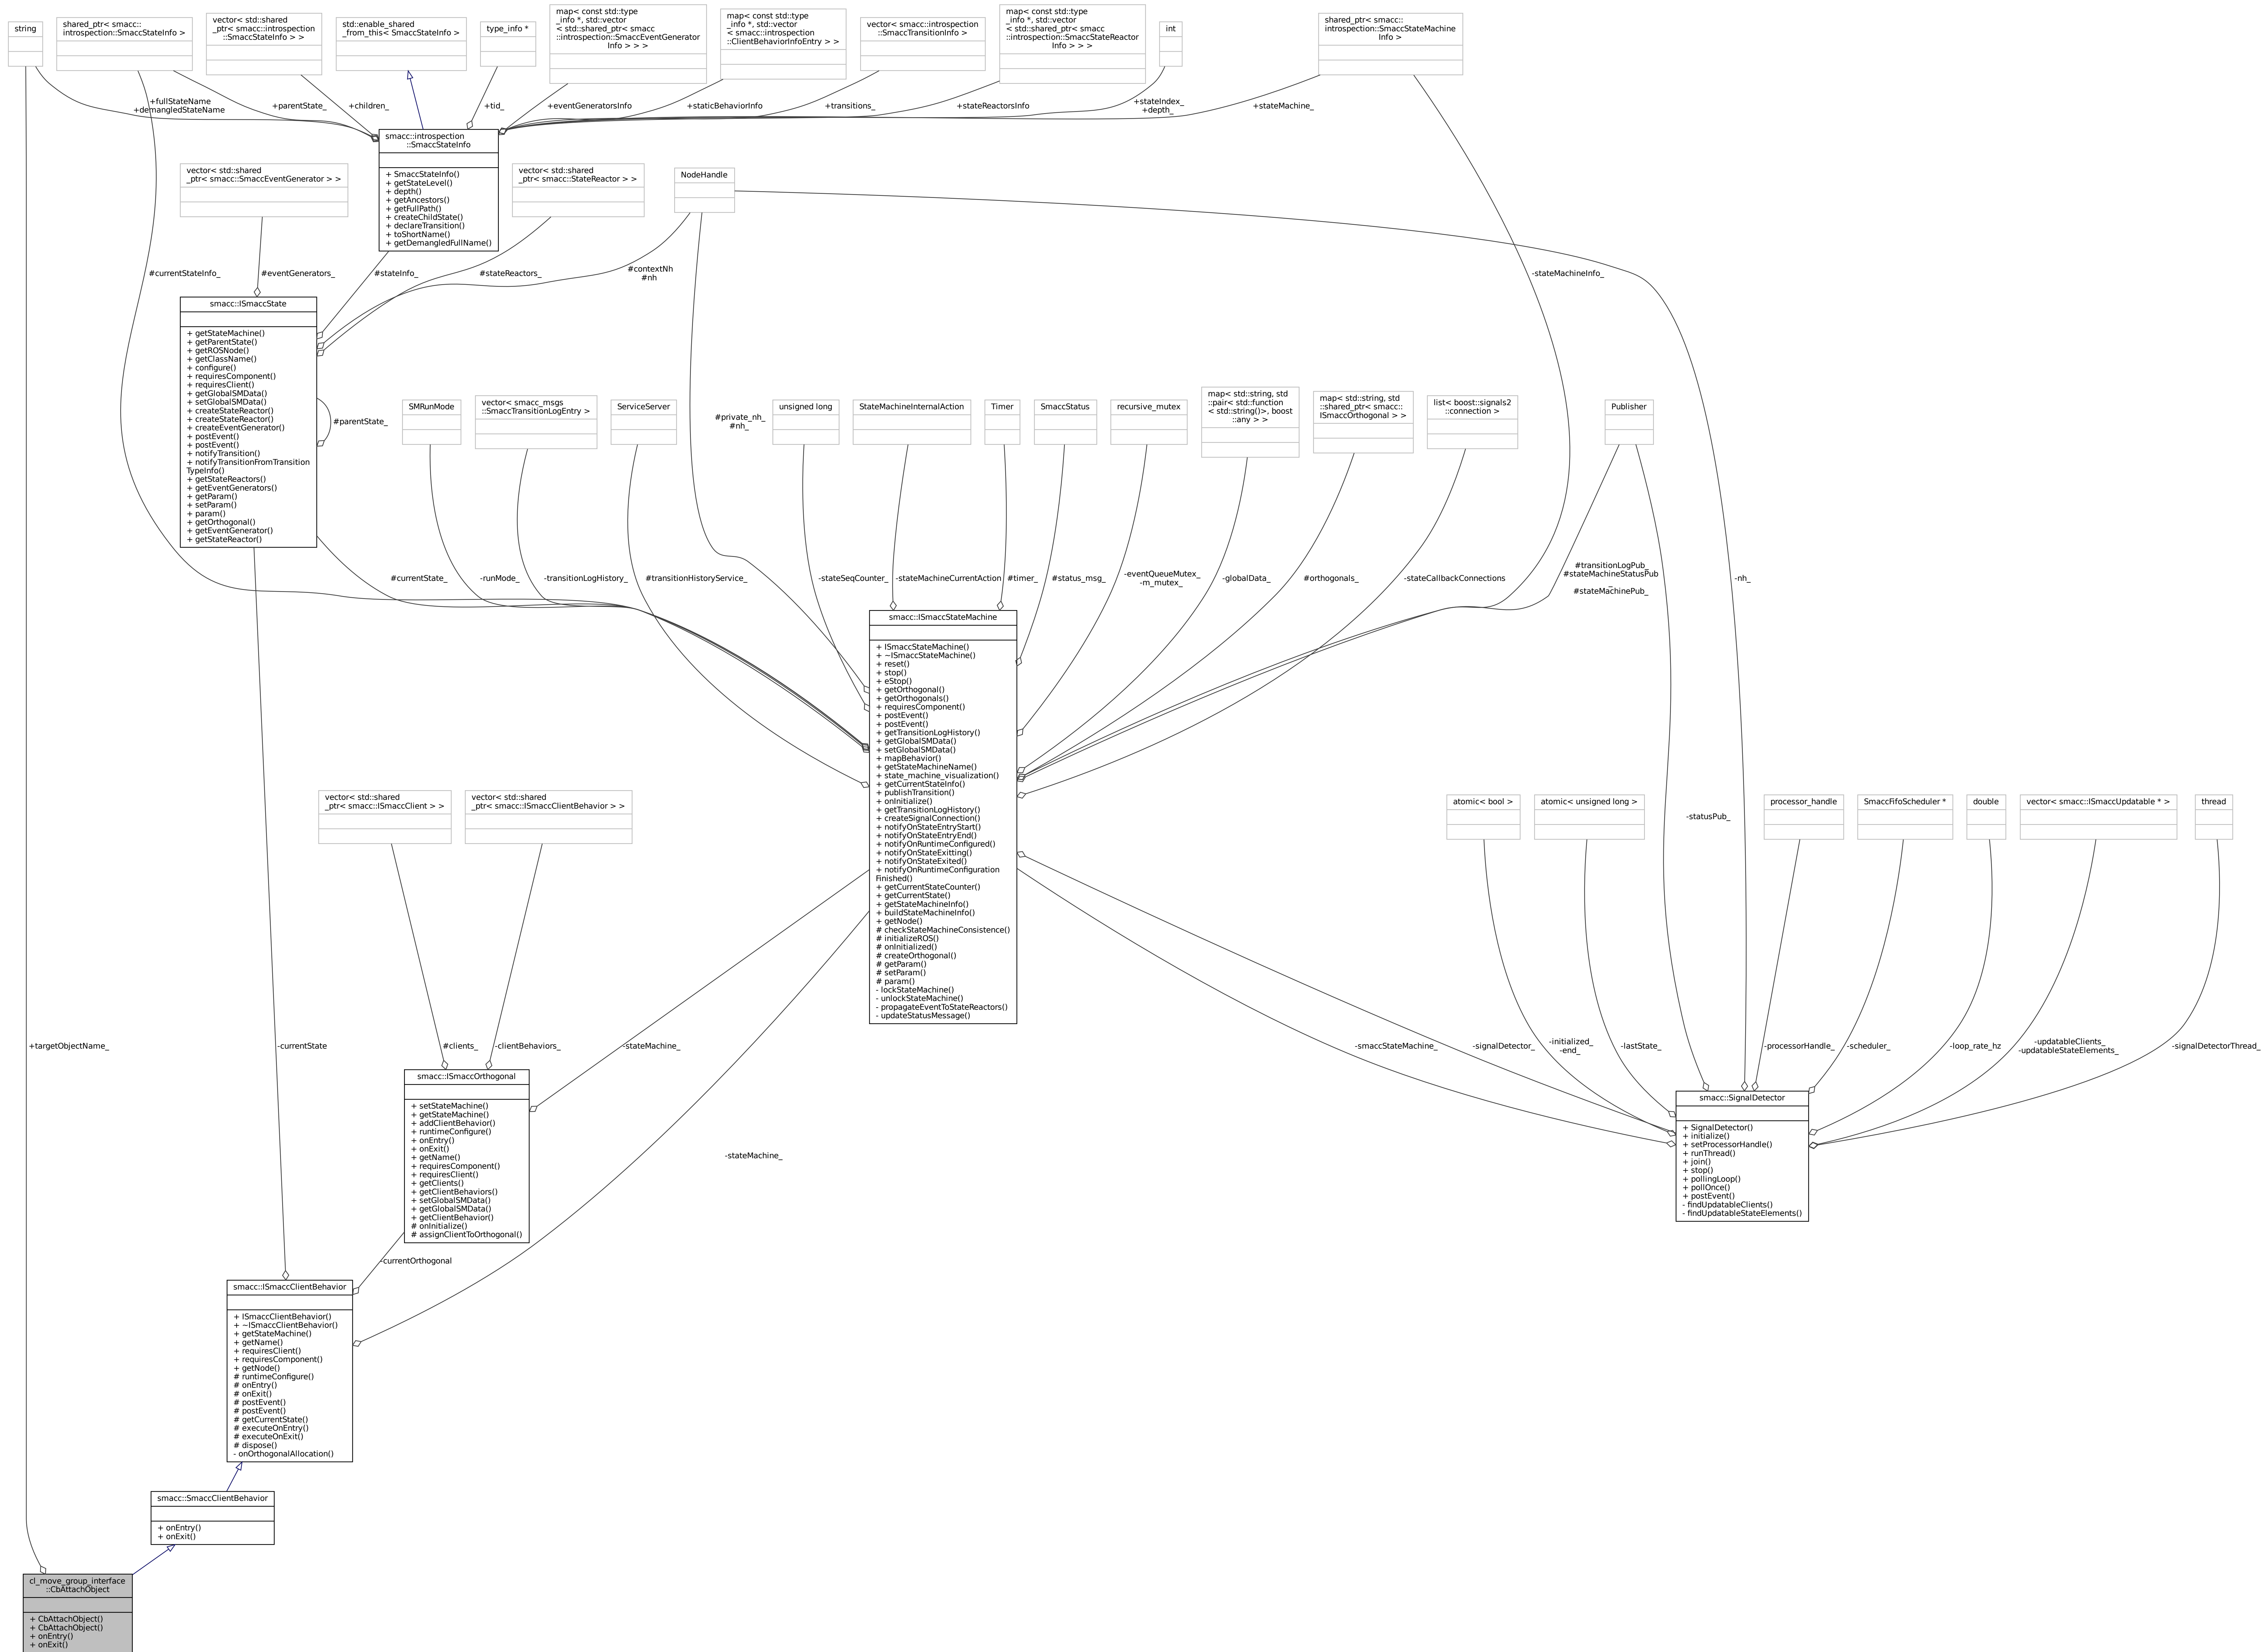 string
shared_ptr< smacc::
introspection::SmaccStateInfo >
vector< std::shared
_ptr< smacc::introspection
::SmaccStateInfo > >
std::enable_shared
_from_this< SmaccStateInfo >
type_info *
map< const std::type
_info *, std::vector
< std::shared_ptr< smacc
::introspection::SmaccEventGenerator
Info > > >
map< const std::type
_info *, std::vector
< smacc::introspection
::ClientBehaviorInfoEntry > >
vector< smacc::introspection
::SmaccTransitionInfo >
map< const std::type
_info *, std::vector
< std::shared_ptr< smacc
::introspection::SmaccStateReactor
Info > > >
int
shared_ptr< smacc::
introspection::SmaccStateMachine
Info >
+fullStateName
+demangledStateName
+parentState_
+children_
+tid_
+eventGeneratorsInfo
+staticBehaviorInfo
+transitions_
+stateReactorsInfo
+stateIndex_
+depth_
+stateMachine_
smacc::introspection
::SmaccStateInfo
+ SmaccStateInfo()
+ getStateLevel()
+ depth()
+ getAncestors()
+ getFullPath()
+ createChildState()
+ declareTransition()
+ toShortName()
+ getDemangledFullName()
vector< std::shared
_ptr< smacc::SmaccEventGenerator > >
vector< std::shared
_ptr< smacc::StateReactor > >
NodeHandle
#currentStateInfo_
#eventGenerators_
#stateInfo_
#stateReactors_
#contextNh
#nh
-stateMachineInfo_
smacc::ISmaccState
+ getStateMachine()
+ getParentState()
+ getROSNode()
+ getClassName()
+ configure()
+ requiresComponent()
+ requiresClient()
+ getGlobalSMData()
+ setGlobalSMData()
+ createStateReactor()
+ createStateReactor()
+ createEventGenerator()
+ postEvent()
+ postEvent()
+ notifyTransition()
+ notifyTransitionFromTransition
TypeInfo()
+ getStateReactors()
+ getEventGenerators()
+ getParam()
+ setParam()
+ param()
+ getOrthogonal()
+ getEventGenerator()
+ getStateReactor()
#parentState_
SMRunMode
vector< smacc_msgs
::SmaccTransitionLogEntry >
ServiceServer
#private_nh_
#nh_
unsigned long
StateMachineInternalAction
Timer
SmaccStatus
recursive_mutex
map< std::string, std
::pair< std::function
< std::string()>, boost
::any > >
map< std::string, std
::shared_ptr< smacc::
ISmaccOrthogonal > >
list< boost::signals2
::connection >
Publisher
#currentState_
-runMode_
-transitionLogHistory_
#transitionHistoryService_
-stateSeqCounter_
-stateMachineCurrentAction
#timer_
#status_msg_
-eventQueueMutex_
-m_mutex_
-globalData_
#orthogonals_
-stateCallbackConnections
#transitionLogPub_
#stateMachineStatusPub
_
#stateMachinePub_
-nh_
smacc::ISmaccStateMachine
+ ISmaccStateMachine()
+ ~ISmaccStateMachine()
+ reset()
+ stop()
+ eStop()
+ getOrthogonal()
+ getOrthogonals()
+ requiresComponent()
+ postEvent()
+ postEvent()
+ getTransitionLogHistory()
+ getGlobalSMData()
+ setGlobalSMData()
+ mapBehavior()
+ getStateMachineName()
+ state_machine_visualization()
+ getCurrentStateInfo()
+ publishTransition()
+ onInitialize()
+ getTransitionLogHistory()
+ createSignalConnection()
+ notifyOnStateEntryStart()
+ notifyOnStateEntryEnd()
+ notifyOnRuntimeConfigured()
+ notifyOnStateExitting()
+ notifyOnStateExited()
+ notifyOnRuntimeConfiguration
Finished()
+ getCurrentStateCounter()
+ getCurrentState()
+ getStateMachineInfo()
+ buildStateMachineInfo()
+ getNode()
# checkStateMachineConsistence()
# initializeROS()
# onInitialized()
# createOrthogonal()
# getParam()
# setParam()
# param()
- lockStateMachine()
- unlockStateMachine()
- propagateEventToStateReactors()
- updateStatusMessage()
vector< std::shared
_ptr< smacc::ISmaccClient > >
vector< std::shared
_ptr< smacc::ISmaccClientBehavior > >
atomic< bool >
atomic< unsigned long >
processor_handle
SmaccFifoScheduler *
double
vector< smacc::ISmaccUpdatable * >
thread
-statusPub_
+targetObjectName_
-currentState
#clients_
-clientBehaviors_
-stateMachine_
-smaccStateMachine_
-signalDetector_
-initialized_
-end_
-lastState_
-processorHandle_
-scheduler_
-loop_rate_hz
-updatableClients_
-updatableStateElements_
-signalDetectorThread_
smacc::ISmaccOrthogonal
+ setStateMachine()
+ getStateMachine()
+ addClientBehavior()
+ runtimeConfigure()
+ onEntry()
+ onExit()
+ getName()
+ requiresComponent()
+ requiresClient()
+ getClients()
+ getClientBehaviors()
+ setGlobalSMData()
+ getGlobalSMData()
+ getClientBehavior()
# onInitialize()
# assignClientToOrthogonal()
-stateMachine_
smacc::SignalDetector
+ SignalDetector()
+ initialize()
+ setProcessorHandle()
+ runThread()
+ join()
+ stop()
+ pollingLoop()
+ pollOnce()
+ postEvent()
- findUpdatableClients()
- findUpdatableStateElements()
-currentOrthogonal
smacc::ISmaccClientBehavior
+ ISmaccClientBehavior()
+ ~ISmaccClientBehavior()
+ getStateMachine()
+ getName()
+ requiresClient()
+ requiresComponent()
+ getNode()
# runtimeConfigure()
# onEntry()
# onExit()
# postEvent()
# postEvent()
# getCurrentState()
# executeOnEntry()
# executeOnExit()
# dispose()
- onOrthogonalAllocation()
smacc::SmaccClientBehavior
+ onEntry()
+ onExit()
cl_move_group_interface
::CbAttachObject
+ CbAttachObject()
+ CbAttachObject()
+ onEntry()
+ onExit()